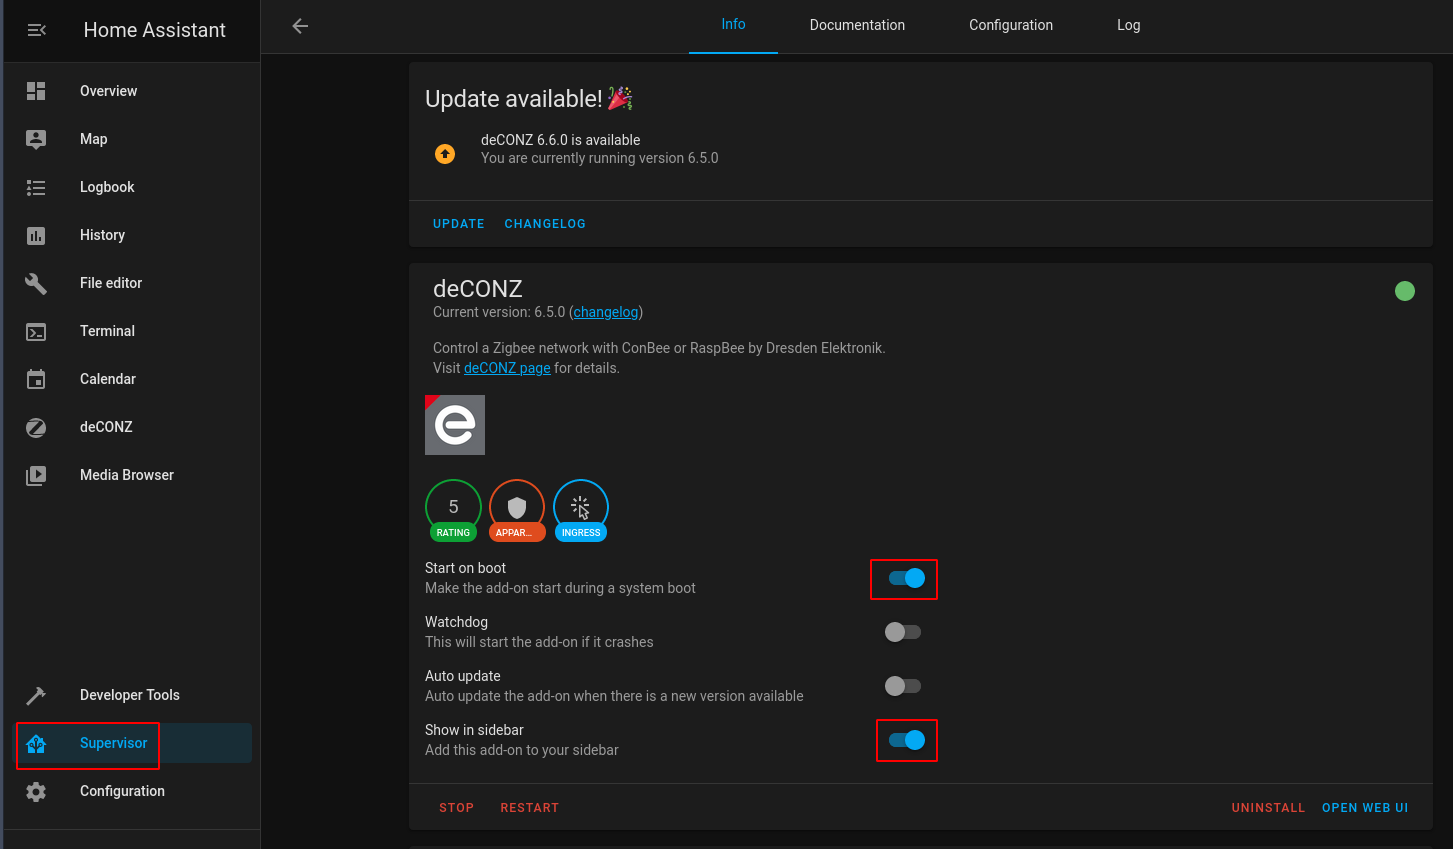 Home Assistant
Overview
Map
Logbook
History
File editor
Terminal
Calendar
deCONZ
Media Browser
Developer Tools
Supervisor
Configuration
Info Documentation Configuration Log
Update available!
deCONZ 6.6.0 is available
You are currently running version 6.5.0
UPDATE CHANGELOG
deCONZ
Current version: 6.5.0 (changelog)
Control a Zigbee network with ConBee or RaspBee by Dresden Elektronik.
Visit deCONZ page for details.
e
5
RATING APPAR... INGRESS
Start on boot
Make the add-on start during a system boot
Watchdog
This will start the add-on if it crashes
Auto update
Auto update the add-on when there is a new version available
Show in sidebar
Add this add-on to your sidebar
STOP RESTART UNINSTALL OPEN WEB UI